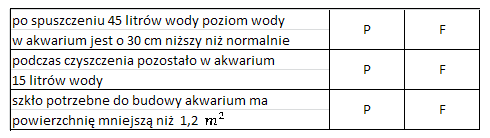 po spuszczeniu 45 litrów wody poziom wody
w akwarium jest o 30 cm niższy niż normalnie
P
F
podczas czyszczenia pozostało w akwarium
15 litrów wody
P
F
szkło potrzebne do budowy akwarium ma
powierzchnię mniejszą niż 1,2 m²
P
F